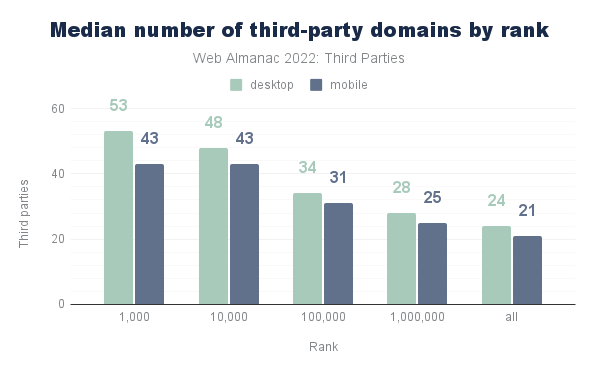 Median number of third-party domains by rank
Web Almanac 2022: Third Parties
desktop mobile
53 43 48 43 34 31 28 25 24 21
60
40
20
0
Third parties
1,000 10,000 100,000 1,000,000 all
Rank